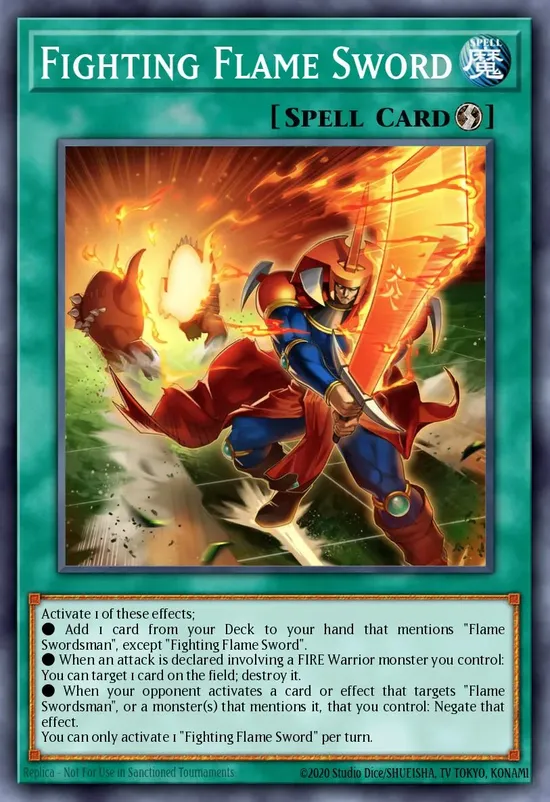 FIGHTING FLAME SWORD
SPELL
魔
[SPELL CARD]
Activate 1 of these effects;
● Add 1 card from your Deck to your hand that mentions "Flame
Swordsman", except "Fighting Flame Sword".
● When an attack is declared involving a FIRE Warrior monster you control:
You can target 1 card on the field; destroy it.
● When your opponent activates a card or effect that targets "Flame
Swordsman", or a monster(s) that mentions it, that you control: Negate that
effect.
You can only activate 1 "Fighting Flame Sword" per turn.
Replica - Not For Use in Sanctioned Tournaments
©2020 Studio Dice/SHUEISHA, TV TOKYO, KONAMI